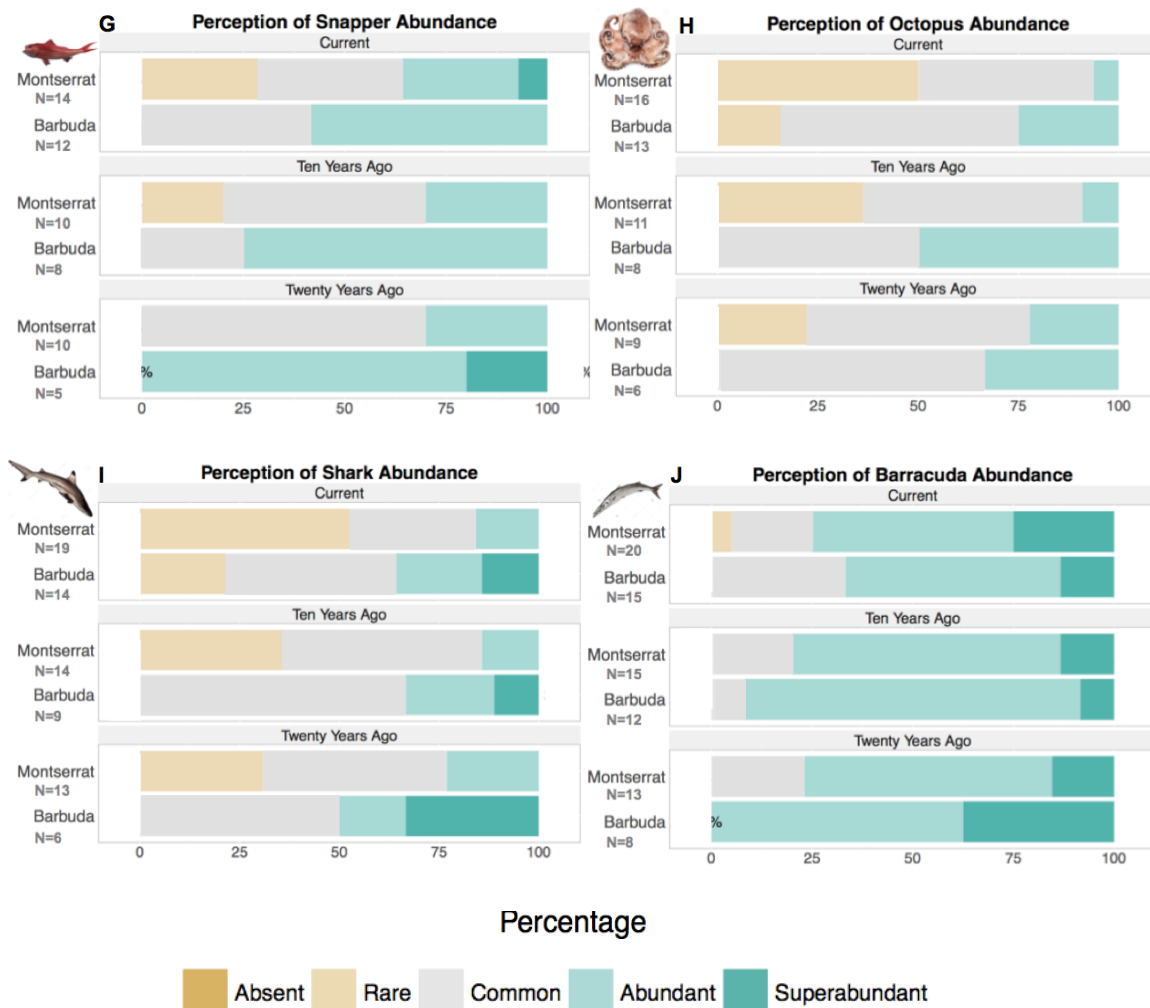 G Perception of Snapper Abundance
Current
Montserrat
N=14
Barbuda
N=12
Ten Years Ago
Montserrat
N=10
Barbuda
N=8
Twenty Years Ago
Montserrat
N=10
Barbuda %
N=5
0 25 50 75 100
H Perception of Octopus Abundance
Current
Montserrat
N=16
Barbuda
N=13
Ten Years Ago
Montserrat
N=11
Barbuda
N=8
Twenty Years Ago
Montserrat
N=9
Barbuda
N=6
0 25 50 75 100
I Perception of Shark Abundance
Current
Montserrat
N=19
Barbuda
N=14
Ten Years Ago
Montserrat
N=14
Barbuda
N=9
Twenty Years Ago
Montserrat
N=13
Barbuda
N=6
0 25 50 75 100
J Perception of Barracuda Abundance
Current
Montserrat
N=20
Barbuda
N=15
Ten Years Ago
Montserrat
N=15
Barbuda
N=12
Twenty Years Ago
Montserrat
N=13
Barbuda %
N=8
0 25 50 75 100
Percentage
Absent Rare Common Abundant Superabundant